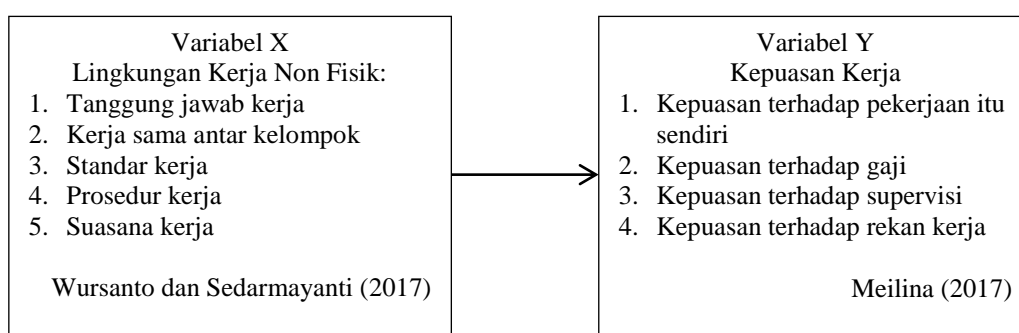 Variabel X
Lingkungan Kerja Non Fisik:
1. Tanggung jawab kerja
2. Kerja sama antar kelompok
3. Standar kerja
4. Prosedur kerja
5. Suasana kerja
Wursanto dan Sedarmayanti (2017)
Variabel Y
Kepuasan Kerja
1. Kepuasan terhadap pekerjaan itu
sendiri
2. Kepuasan terhadap gaji
3. Kepuasan terhadap supervisi
4. Kepuasan terhadap rekan kerja
Meilina (2017)